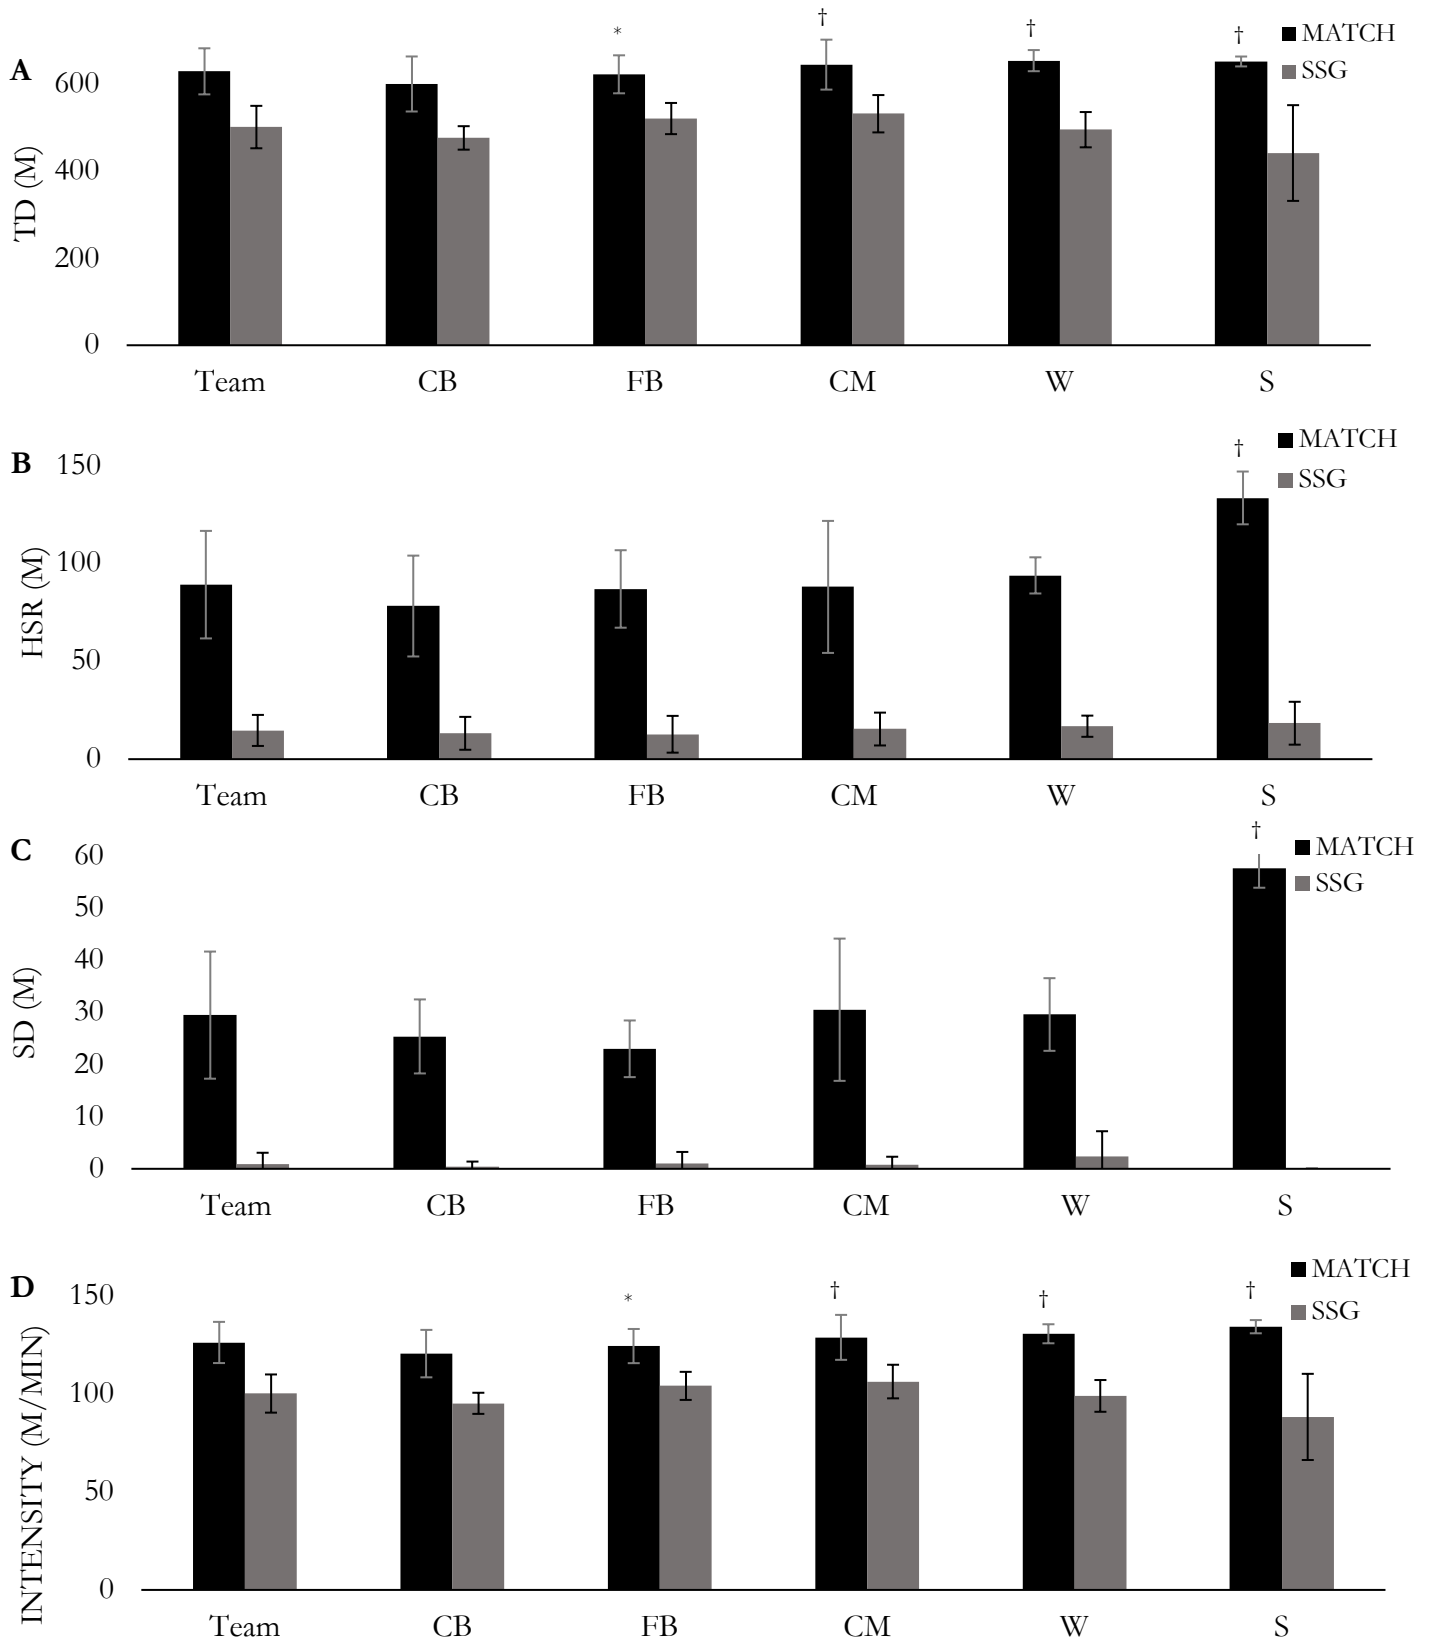 † † †
*
MATCH
SSG
A
600
400
200
0
TD (M)
Team CB FB CM W S
†
MATCH
SSG
B 150
100
50
0
HSR (M)
Team CB FB CM W S
†
MATCH
SSG
C 60
50
40
30
20
10
0
SD (M)
Team CB FB CM W S
* † † †
MATCH
SSG
D 150
100
50
0
INTENSITY (M/MIN)
Team CB FB CM W S